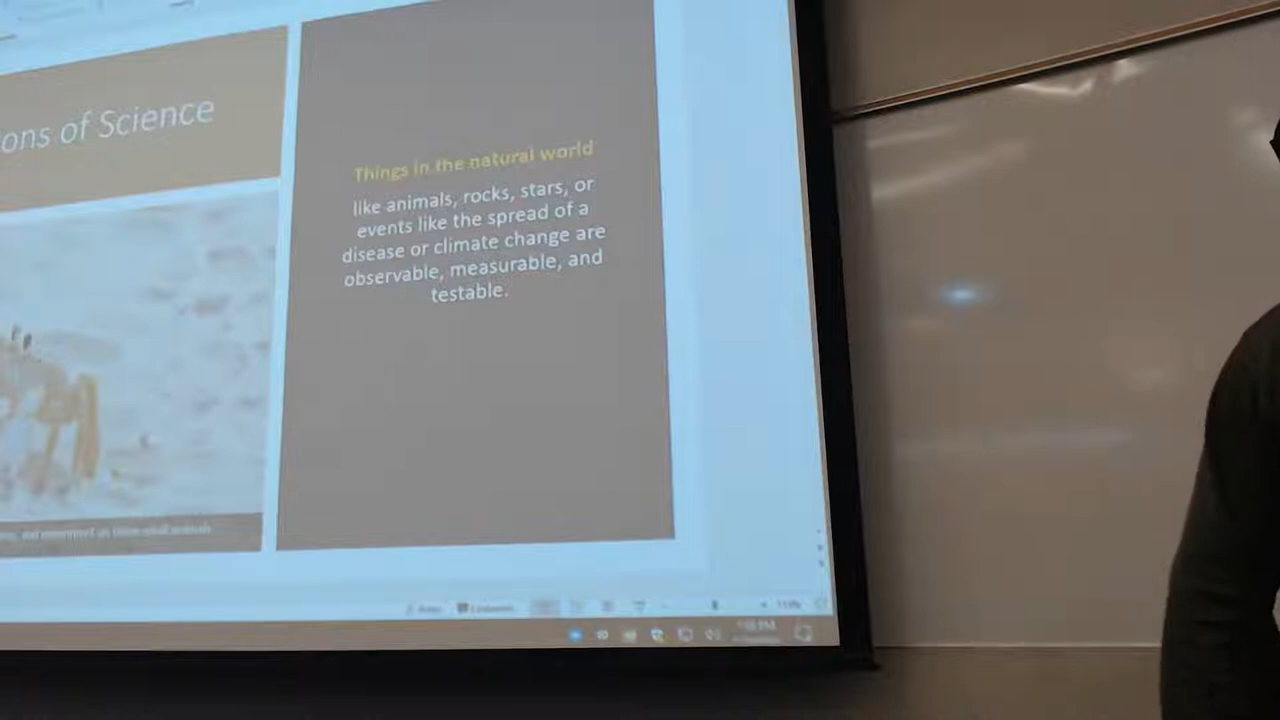 ons of Science
Things in the natural world
like animals, rocks, stars, or
events like the spread of a
disease or climate change are
observable, measurable, and
testable.